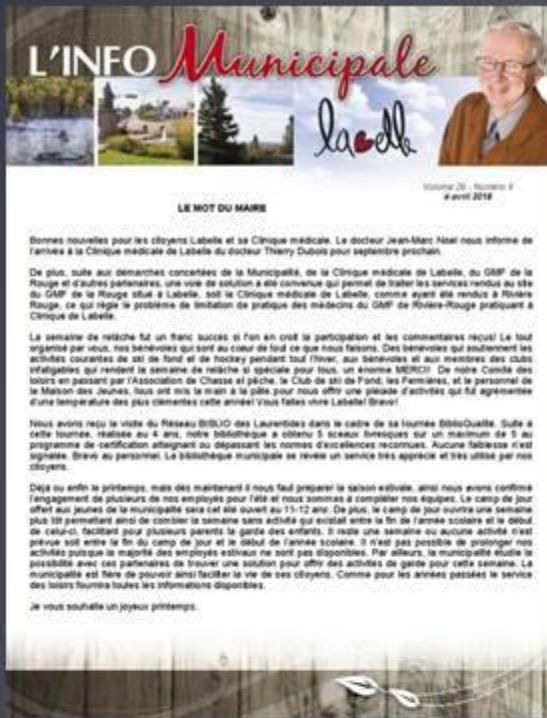 L'INFO Municipale
labelle
Volume 26 - Numéro 4
4 avril 2018
LE MOT DU MAIRE
Bonnes nouvelles pour les citoyens Labelle et sa Clinique médicale. Le docteur Jean-Marc Noel nous informe de
l'arrivée à la Clinique médicale de Labelle du docteur Thierry Dubois pour septembre prochain.
De plus, suite aux démarches concertées de la Municipalité, de la Clinique médicale de Labelle, du GMF de la
Rouge et d'autres partenaires, une voie de solution a été convenue qui permet de traiter les services rendus au site
du GMF de la Rouge situé à Labelle, soit la Clinique médicale de Labelle, comme ayant été rendus à Rivière
Rouge, ce qui règle le problème de limitation de pratique des médecins du GMF de Rivière-Rouge pratiquant à
Clinique de Labelle.
La semaine de relâche fut un franc succès si l'on en croit la participation et les commentaires reçus! Le tout
organisé par vous, nos bénévoles qui sont au cœur de tout ce que nous faisons. Des bénévoles qui soutiennent les
activités courantes de ski de fond et de hockey pendant tout l'hiver, aux bénévoles et aux membres des clubs
infatigables qui rendent la semaine de relâche si spéciale pour tous, un énorme MERCI! De notre Comité des
loisirs en passant par l'Association de Chasse et pêche, le Club de ski de Fond, les Fermières, et le personnel de
la Maison des Jeunes, tous ont mis la main à la pâte pour nous offrir une pléiade d'activités qui fut agrémentée
d'une température des plus clémentes cette année! Vous faites vivre Labelle! Bravo!
Nous avons reçu la visite du Réseau BIBLIO des Laurentides dans le cadre de sa tournée BiblioQualité. Suite à
cette tournée, réalisée au 4 ans, notre bibliothèque a obtenu 5 sceaux livresques sur un maximum de 5 au
programme de certification atteignant ou dépassant les normes d'excellences reconnues. Aucune faiblesse n'est
signalée. Bravo au personnel. La bibliothèque municipale se révèle un service très apprécié et très utilisé par nos
citoyens.
Déjà ou enfin le printemps, mais dès maintenant il nous faut préparer la saison estivale, ainsi nous avons confirmé
l'engagement de plusieurs de nos employés pour l'été et nous sommes à compléter nos équipes. Le camp de jour
offert aux jeunes de la municipalité sera cet été ouvert au 11-12 ans. De plus, le camp de jour ouvrira une semaine
plus tôt permettant ainsi de combler la semaine sans activité qui existait entre la fin de l'année scolaire et le début
de celui-ci, facilitant pour plusieurs parents la garde des enfants. Il reste une semaine ou aucune activité n'est
prévue soit entre la fin du camp de jour et le début de l'année scolaire. Il n'est pas possible de prolonger nos
activités puisque la majorité des employés estivaux ne sont pas disponibles. Par ailleurs, la municipalité étudie la
possibilité avec ces partenaires de trouver une solution pour offrir des activités de garde pour cette semaine. La
municipalité est fière de pouvoir ainsi faciliter la vie de ses citoyens. Comme pour les années passées le service
des loisirs fournira toutes les informations disponibles.
Je vous souhaite un joyeux printemps.